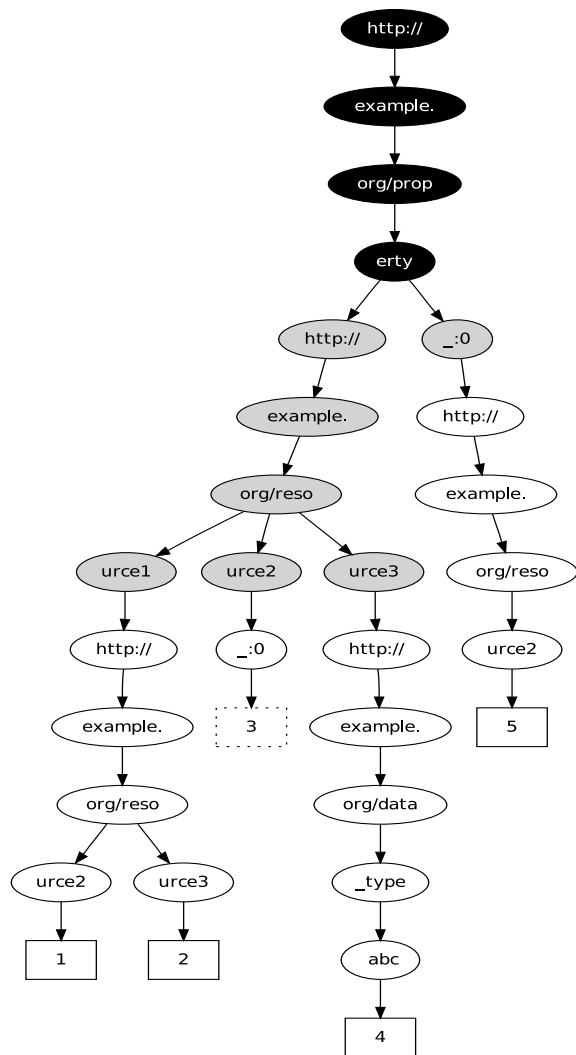 http://
example.
org/prop
erty
http://
_:0
example.
http://
org/reso
example.
urce1
urce2
urce3
org/reso
http://
_:0
http://
urce2
example.
3
example.
5
org/reso
org/data
urce2
urce3
_type
1
2
abc
4